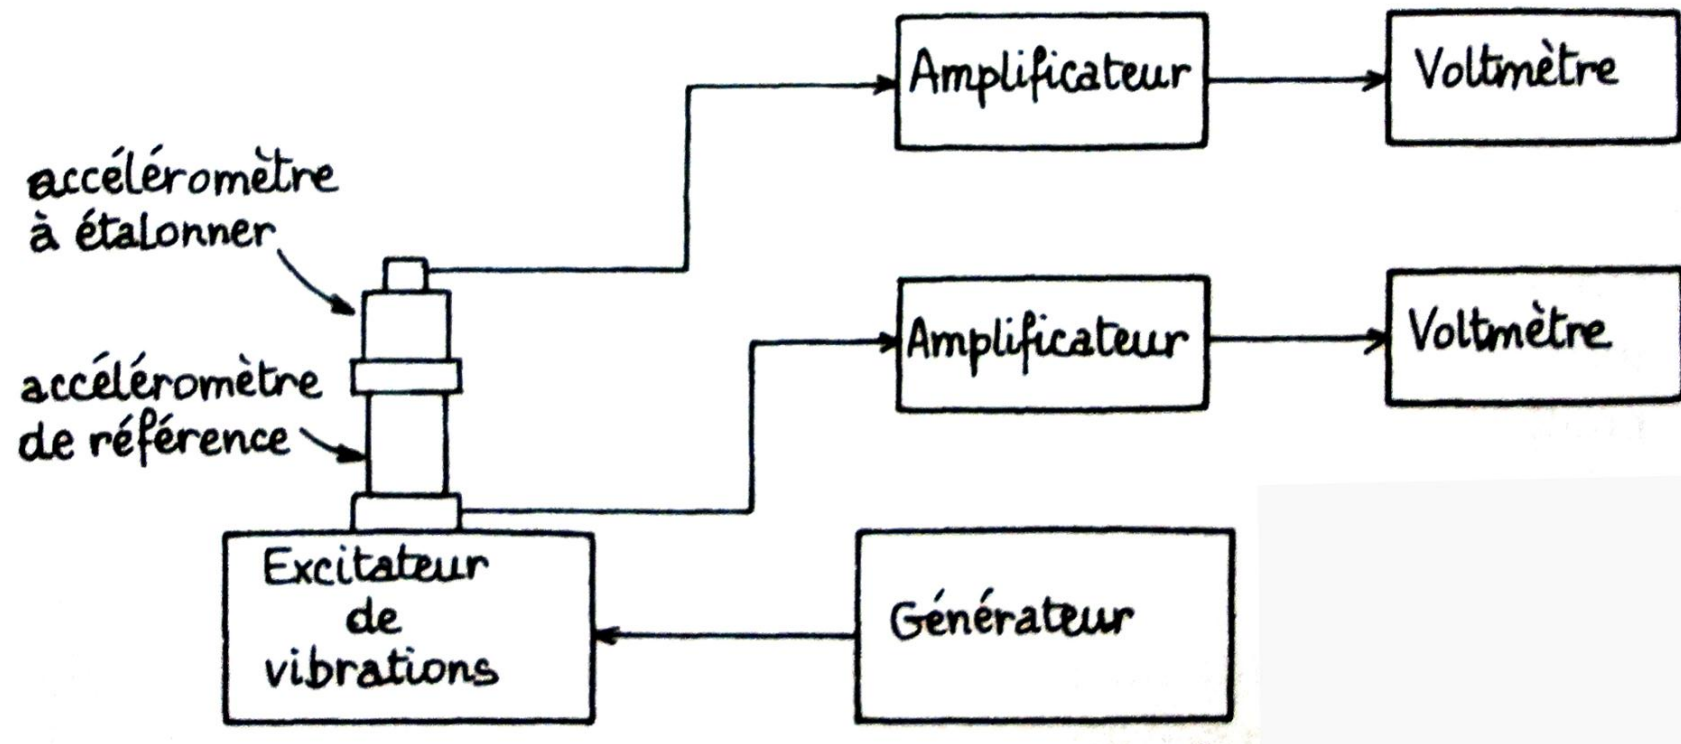 Amplificateur
Voltmètre
accéléromètre
à étalonner
Amplificateur
Voltmètre
accéléromètre
de référence
Excitateur
de
vibrations
Générateur